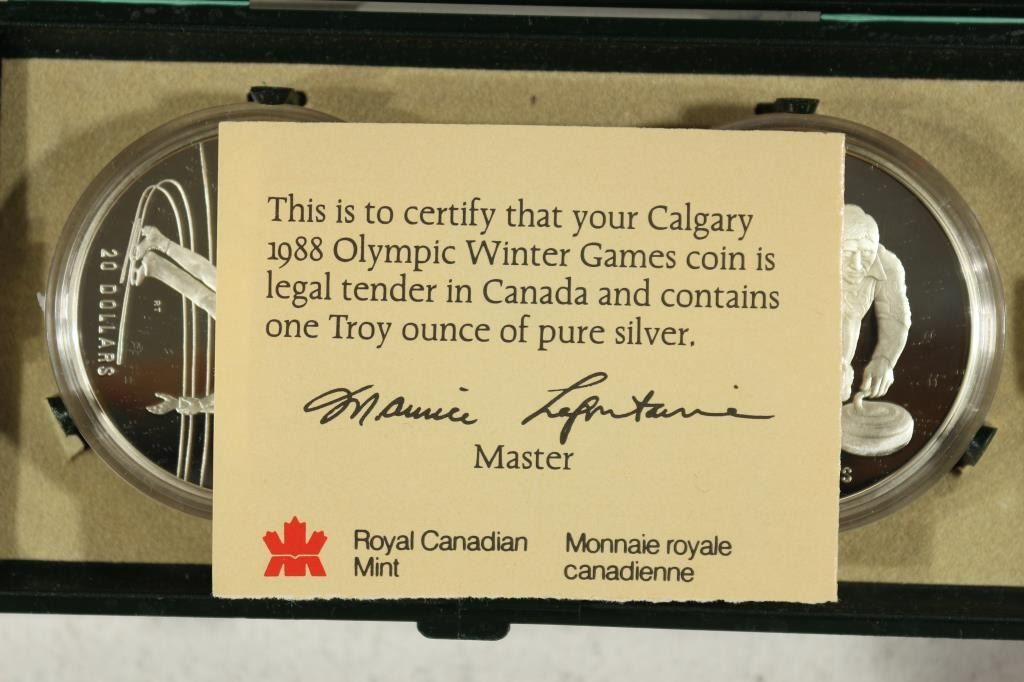 This is to certify that your Calgary
1988 Olympic Winter Games coin is
legal tender in Canada and contains
one Troy ounce of pure silver.
Maurice Lafontaine
Master
Royal Canadian
Mint
Monnaie royale
canadienne
20 DOLLARS
RT